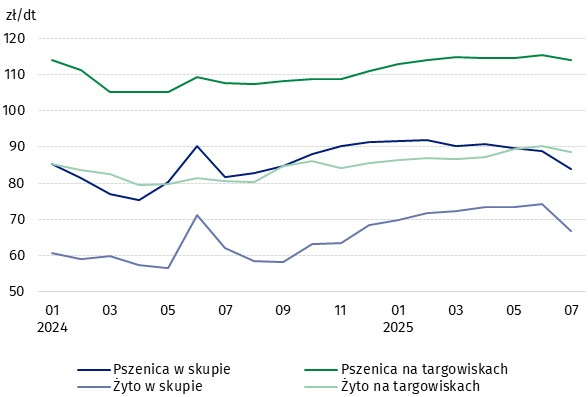 zł/dt
120
110
100
90
80
70
60
50
01 03 05 07 09 11 01 03 05 07
2024 2025
Pszenica w skupie Pszenica na targowiskach
Żyto w skupie Żyto na targowiskach